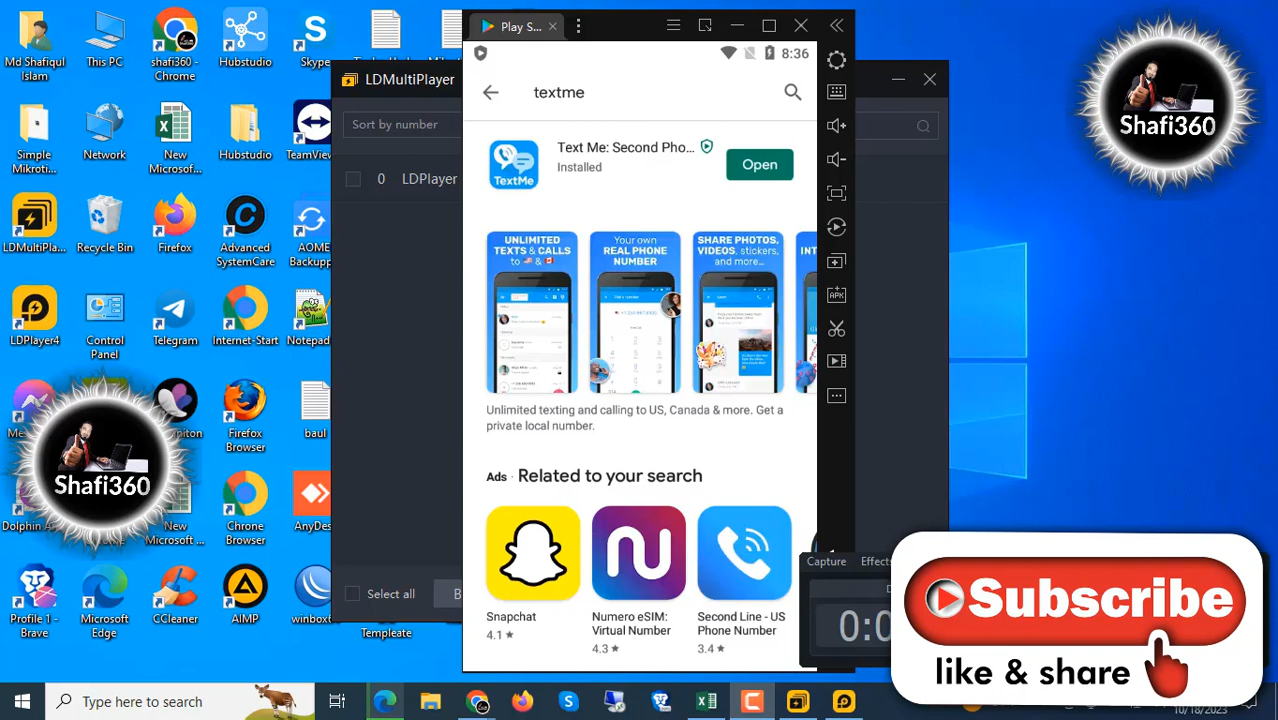 Md Shafiqul
Islam
This PC
shafi360 -
Chrome
Hubstudio
Skype
Simple
Mikroti...
Network
New
Microsof...
Hubstudio
TeamView
LDMultiPla...
Recycle Bin
Firefox
Advanced
SystemCare
AOME
Backupp
LDPlayer4
Control
Panel
Telegram
Internet-Start
Notepad
Firefox
Browser
baul
Dolphin
New
Microsoft ...
Chrone
Browser
AnyDes
Profile 1 -
Brave
Microsoft
Edge
CCleaner
AIMP
winbox6
Templeate
LDMultiPlayer
Sort by number
0 LDPlayer
Select all
B
Play S...
8:36
textme
TextMe
Text Me: Second Pho...
Installed
Open
UNLIMITED
TEXTS & CALLS
to
Your own
REAL PHONE
NUMBER
SHARE PHOTOS,
VIDEOS, stickers,
and more...
Unlimited texting and calling to US, Canada & more. Get a
private local number.
Ads · Related to your search
Snapchat
4.1 ★
Numero eSIM:
Virtual Number
4.3 ★
Second Line - US
Phone Number
3.4 ★
APK
Capture
Effects
Shafi360
Shafi360
Subscribe
like & share
Type here to search
10/18/2023